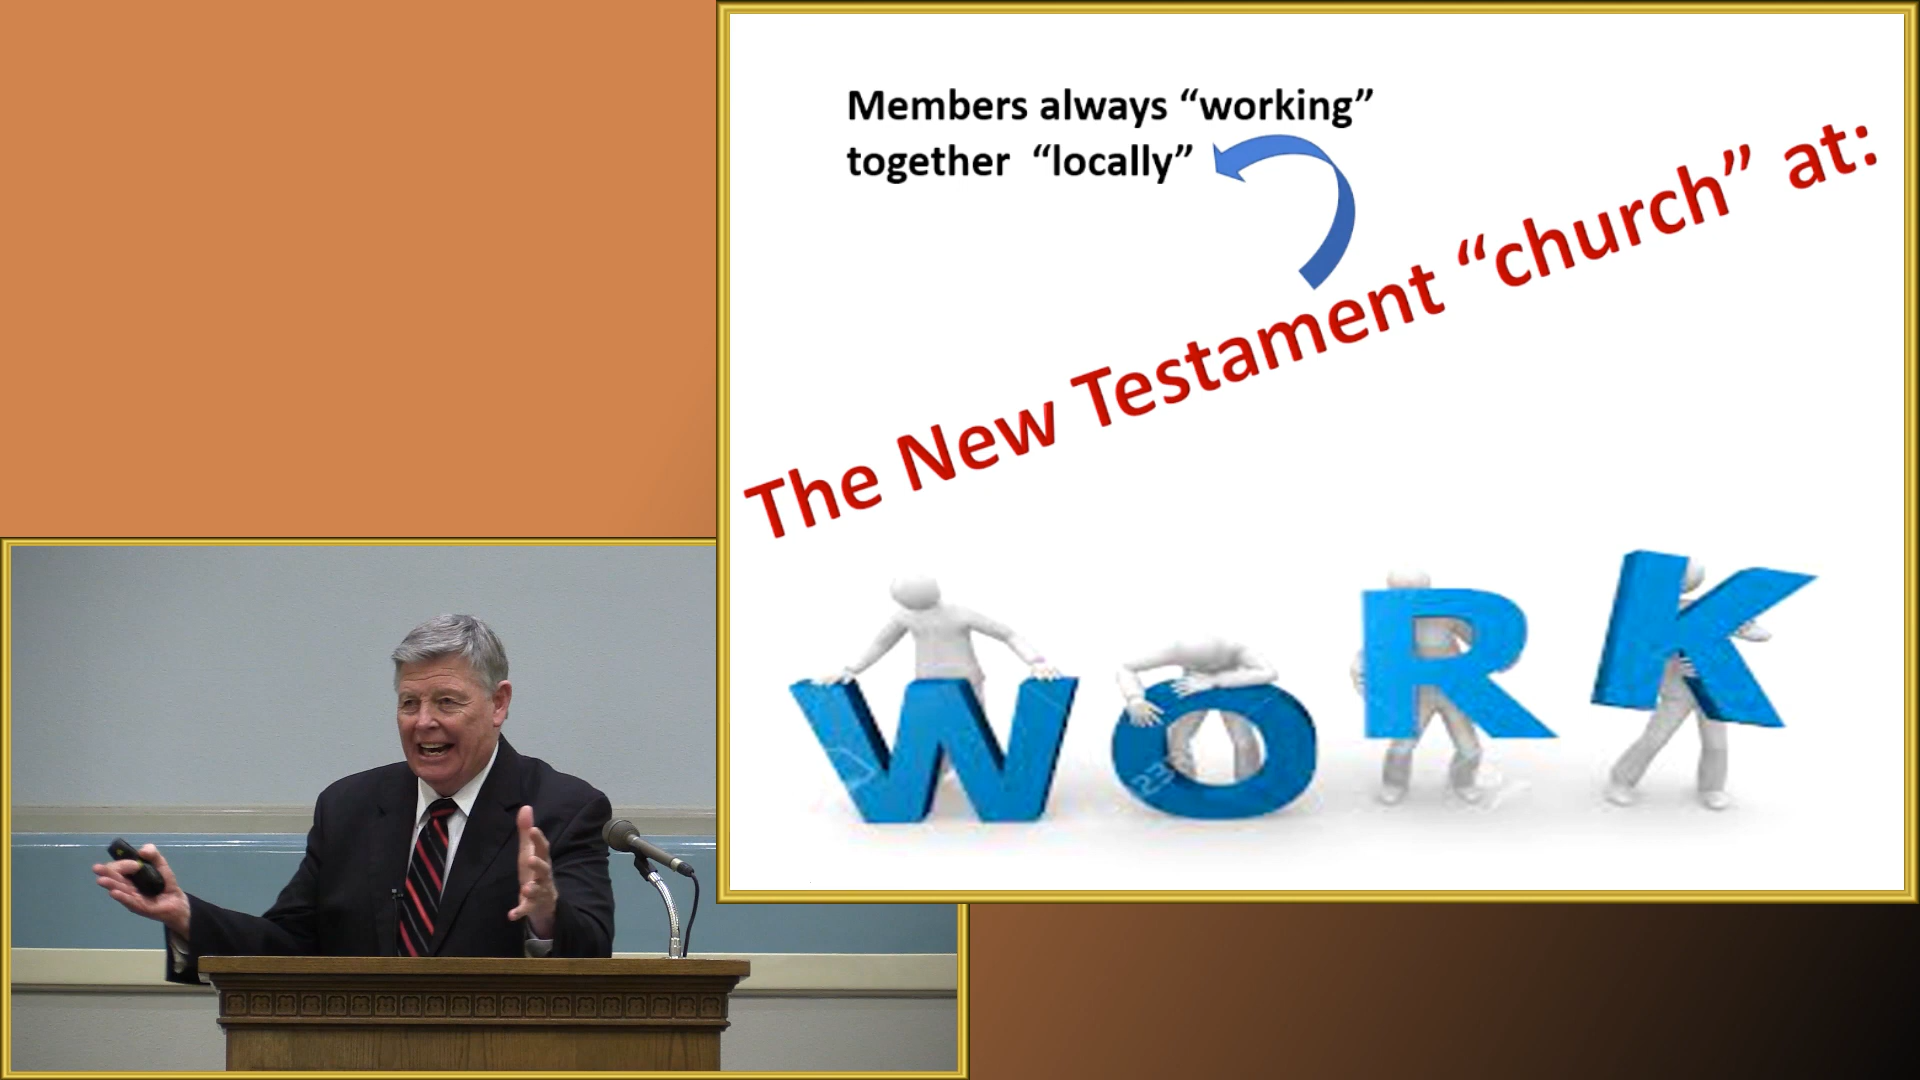 Members always “working”
together “locally”
The New Testament “church” at:
WORK